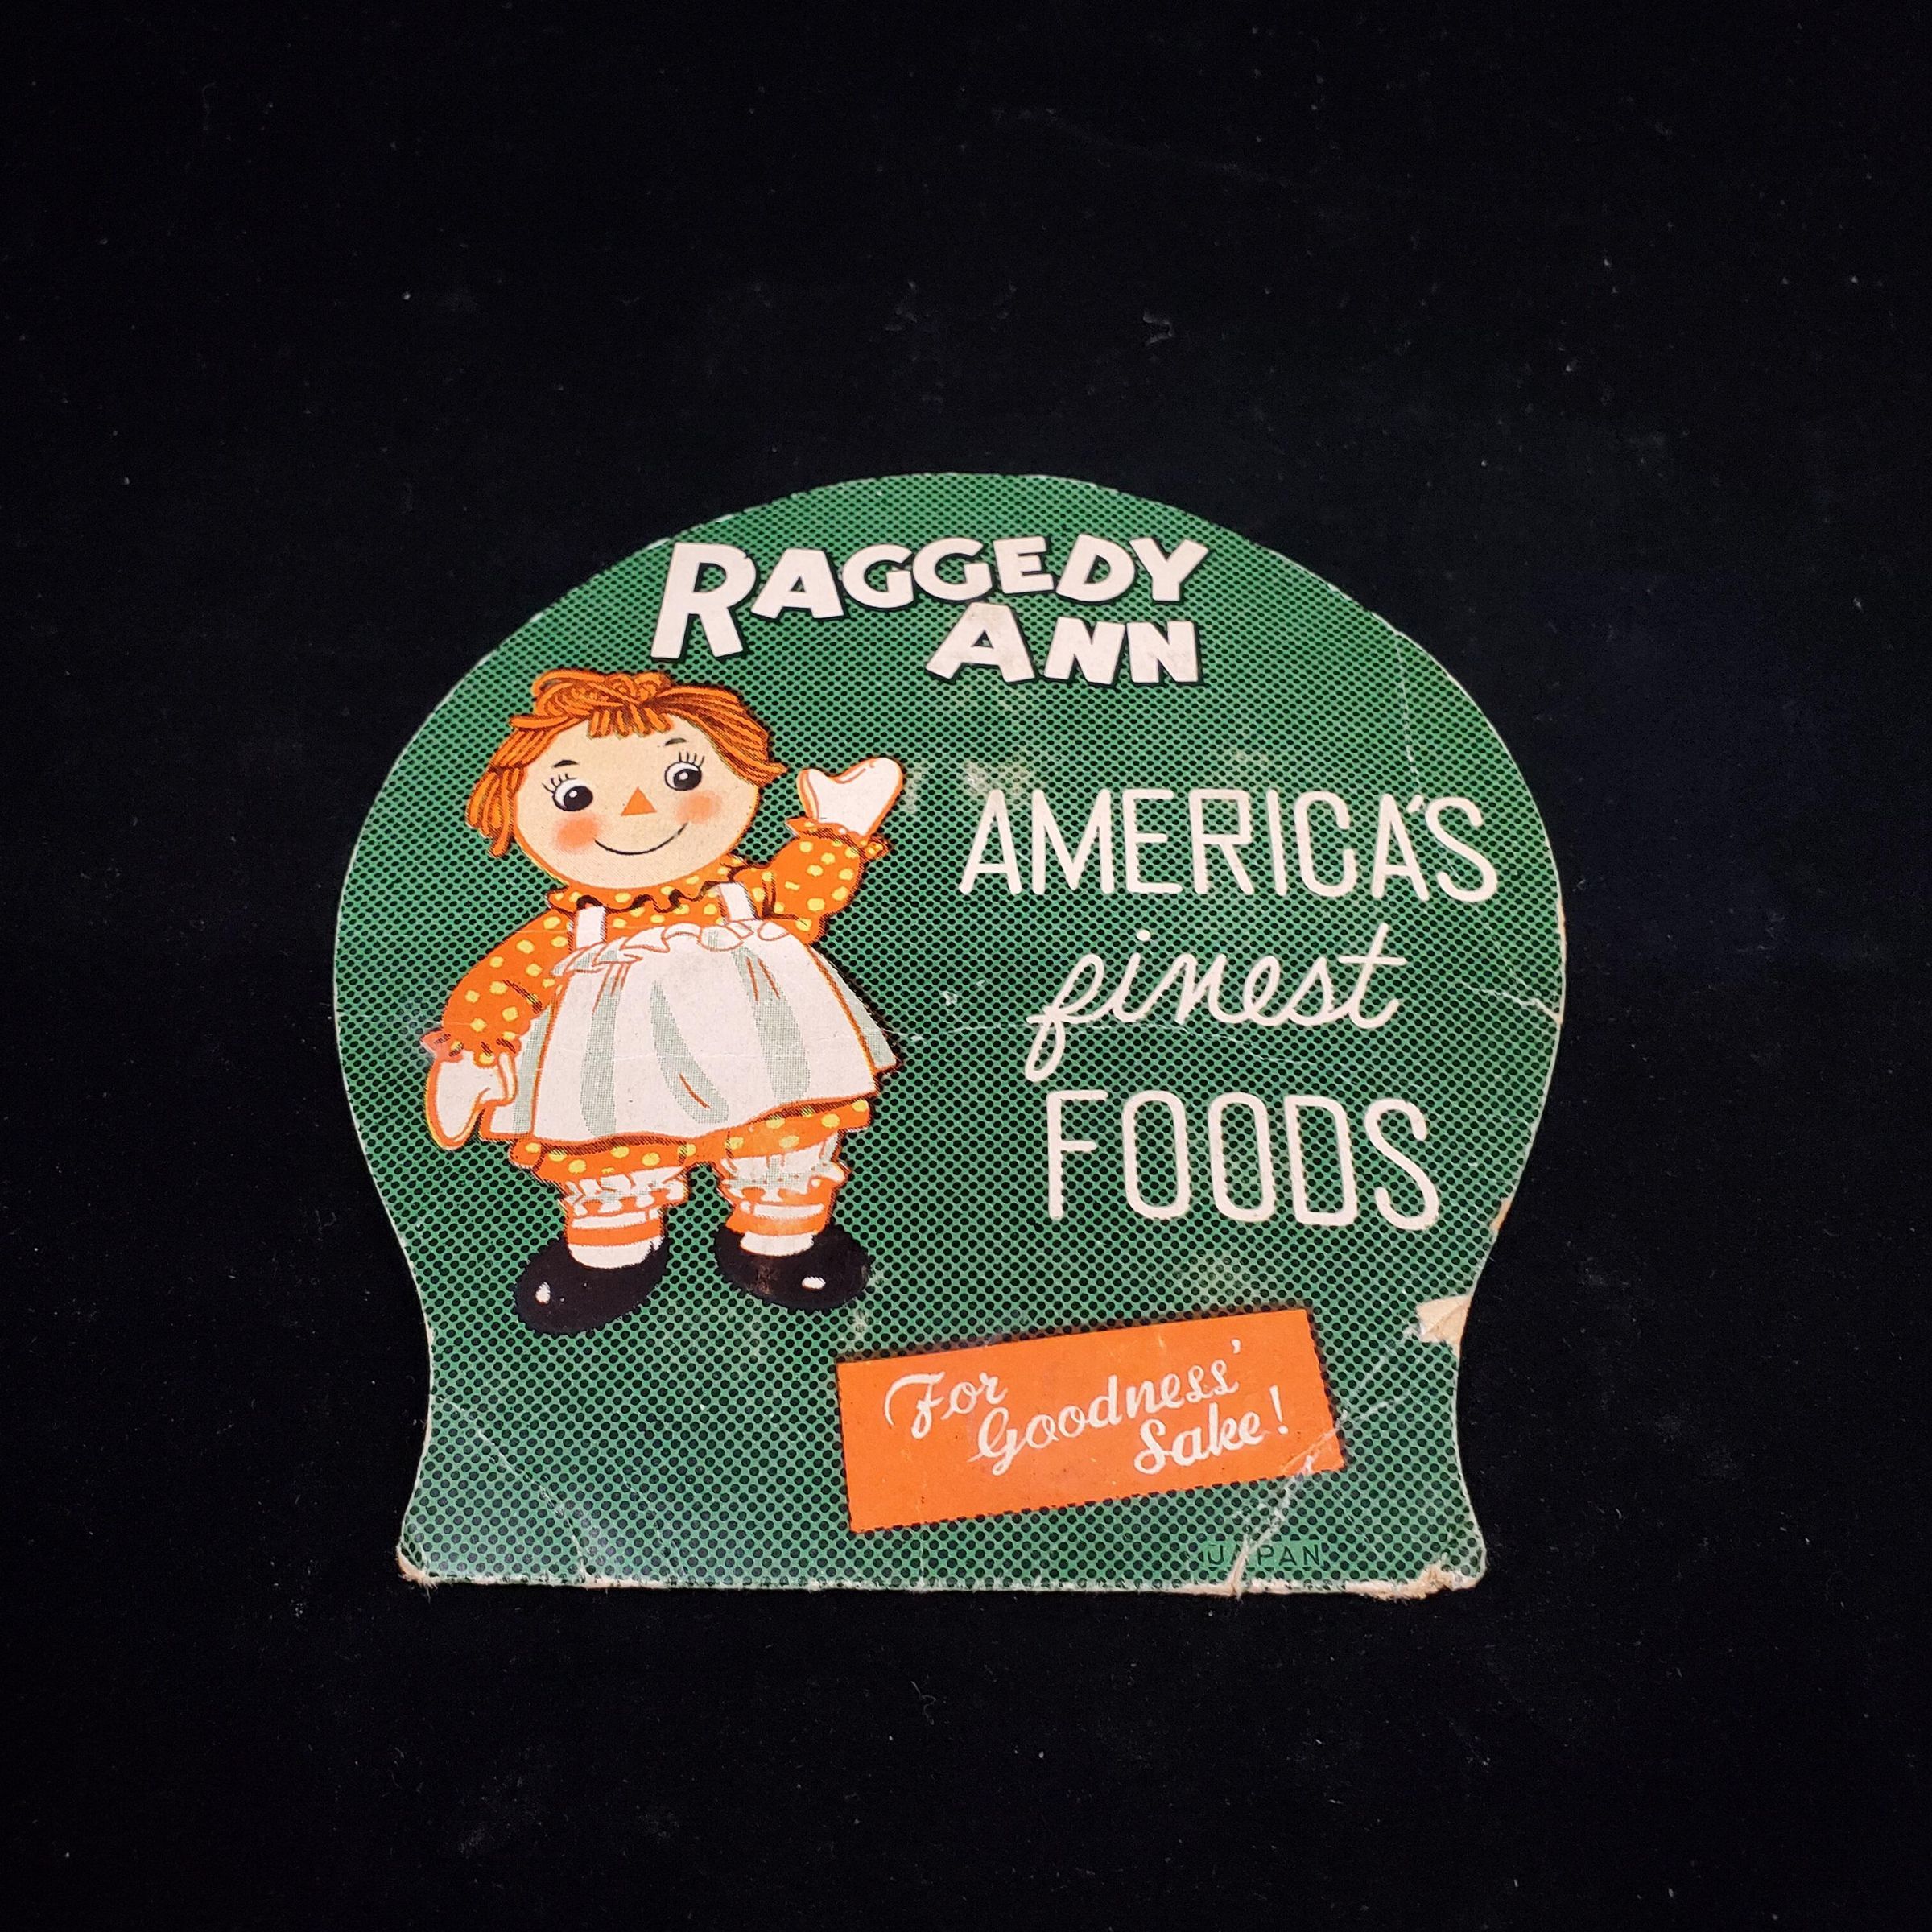 RAGGEDY
ANN
AMERICA'S
finest
FOODS
For
Goodness'
Sake!
JAPAN